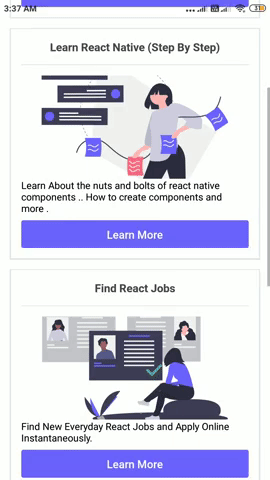 3:37 AM
Learn React Native (Step By Step)
Learn About the nuts and bolts of react native
components .. How to create components and
more .
Learn More
Find React Jobs
Find New Everyday React Jobs and Apply Online
Instantaneously.
Learn More